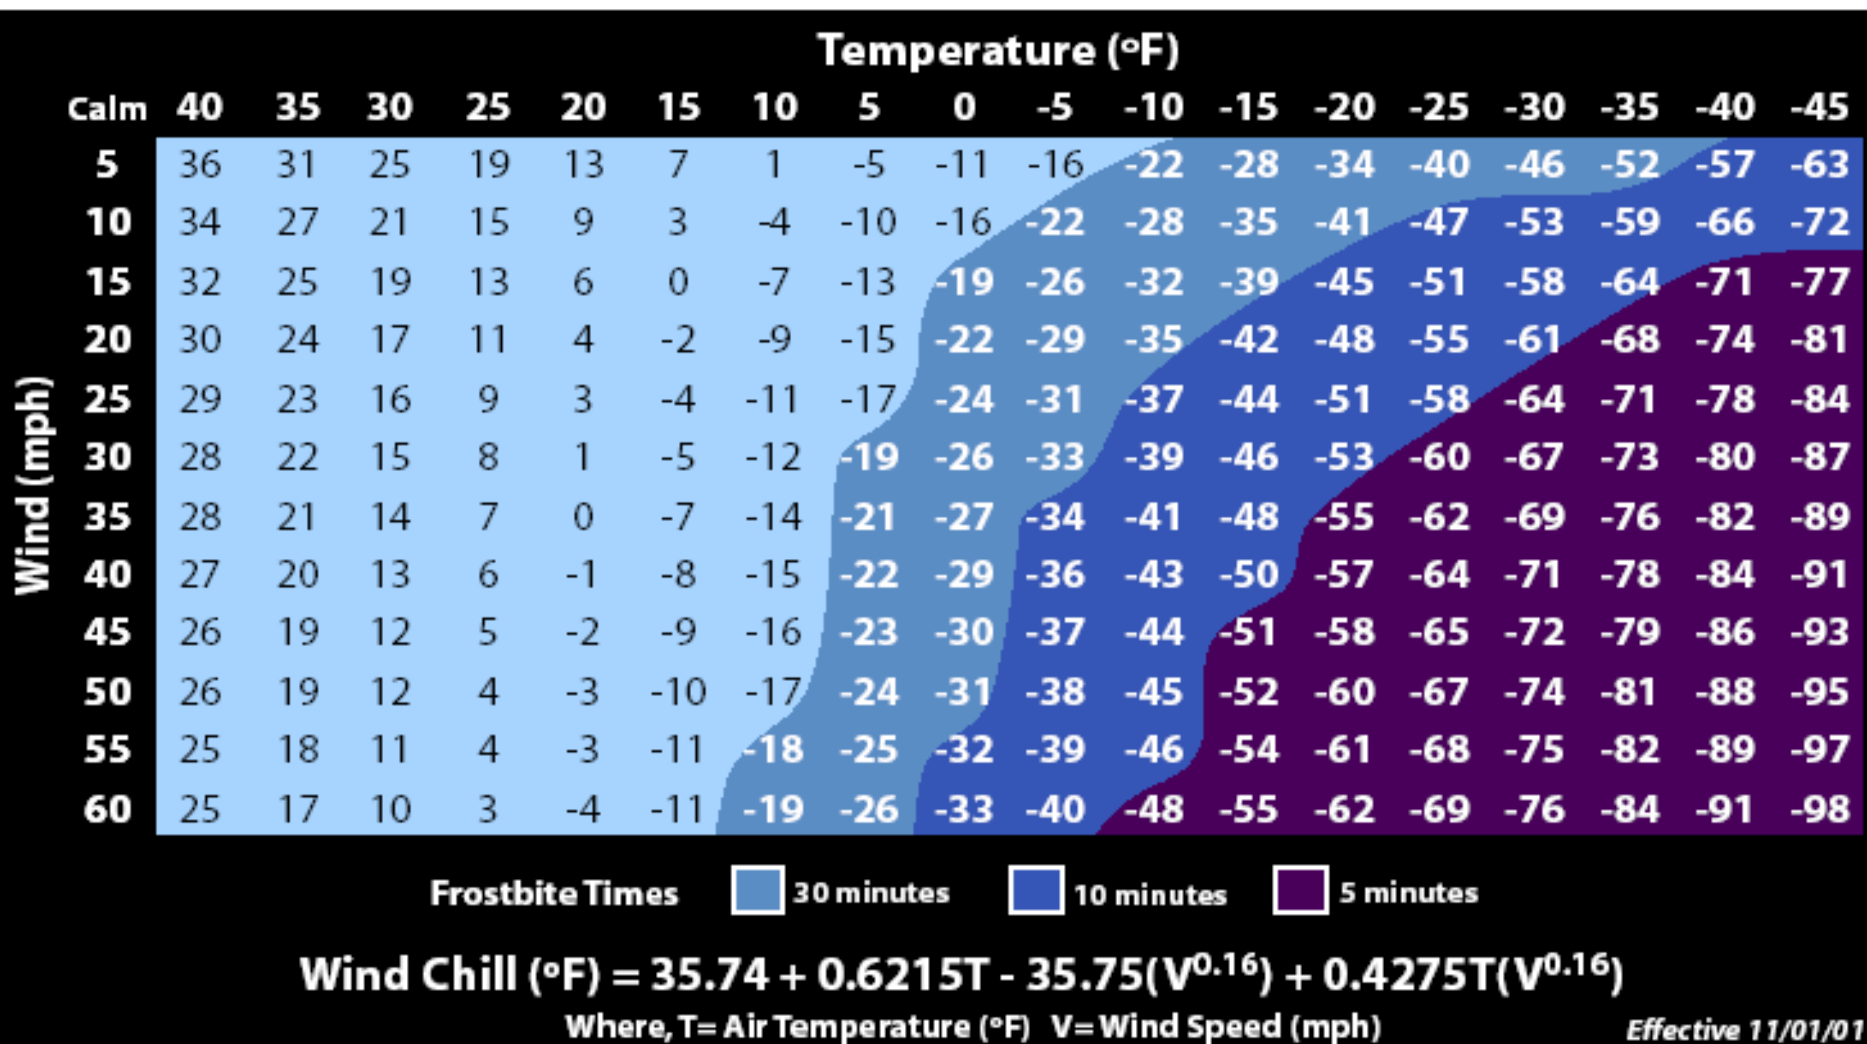 Temperature (ºF)
Calm 40 35 30 25 20 15 10 5 0 -5 -10 -15 -20 -25 -30 -35 -40 -45
5 36 31 25 19 13 7 1 -5 -11 -16 -22 -28 -34 -40 -46 -52 -57 -63
10 34 27 21 15 9 3 -4 -10 -16 -22 -28 -35 -41 -47 -53 -59 -66 -72
15 32 25 19 13 6 0 -7 -13 -19 -26 -32 -39 -45 -51 -58 -64 -71 -77
20 30 24 17 11 4 -2 -9 -15 -22 -29 -35 -42 -48 -55 -61 -68 -74 -81
25 29 23 16 9 3 -4 -11 -17 -24 -31 -37 -44 -51 -58 -64 -71 -78 -84
30 28 22 15 8 1 -5 -12 -19 -26 -33 -39 -46 -53 -60 -67 -73 -80 -87
35 28 21 14 7 0 -7 -14 -21 -27 -34 -41 -48 -55 -62 -69 -76 -82 -89
40 27 20 13 6 -1 -8 -15 -22 -29 -36 -43 -50 -57 -64 -71 -78 -84 -91
45 26 19 12 5 -2 -9 -16 -23 -30 -37 -44 -51 -58 -65 -72 -79 -86 -93
50 26 19 12 4 -3 -10 -17 -24 -31 -38 -45 -52 -60 -67 -74 -81 -88 -95
55 25 18 11 4 -3 -11 -18 -25 -32 -39 -46 -54 -61 -68 -75 -82 -89 -97
60 25 17 10 3 -4 -11 -19 -26 -33 -40 -48 -55 -62 -69 -76 -84 -91 -98
Wind (mph)
Frostbite Times 30 minutes 10 minutes 5 minutes
Wind Chill (ºF) = 35.74 + 0.6215T - 35.75(V⁰·¹⁶) + 0.4275T(V⁰·¹⁶)
Where, T= Air Temperature (ºF) V= Wind Speed (mph)
Effective 11/01/01